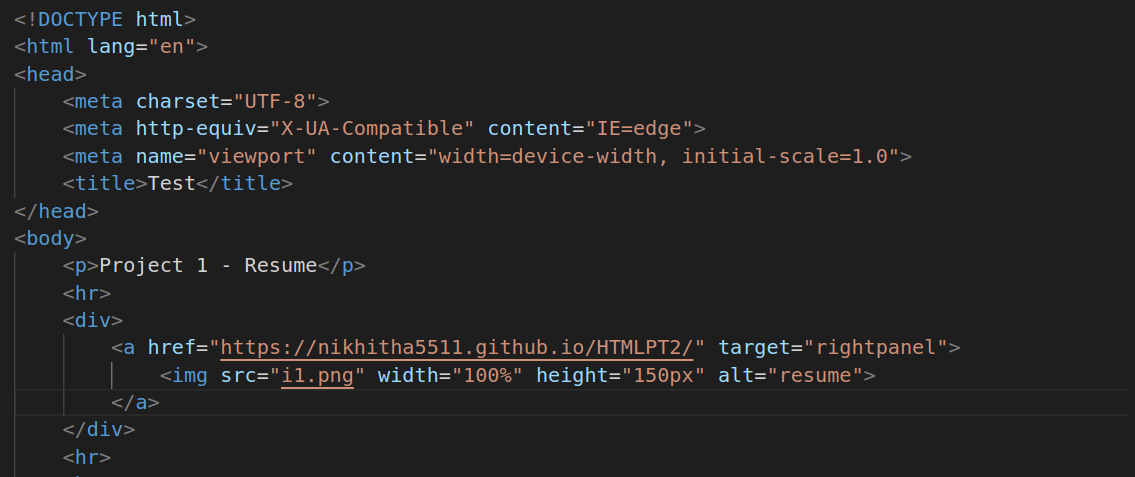 <!DOCTYPE html>
<html lang="en">
<head>
    <meta charset="UTF-8">
    <meta http-equiv="X-UA-Compatible" content="IE=edge">
    <meta name="viewport" content="width=device-width, initial-scale=1.0">
    <title>Test</title>
</head>
<body>
    <p>Project 1 - Resume</p>
    <hr>
    <div>
        <a href="https://nikhitha5511.github.io/HTMLPT2/" target="rightpanel">
            <img src="i1.png" width="100%" height="150px" alt="resume">
        </a>
    </div>
    <hr>